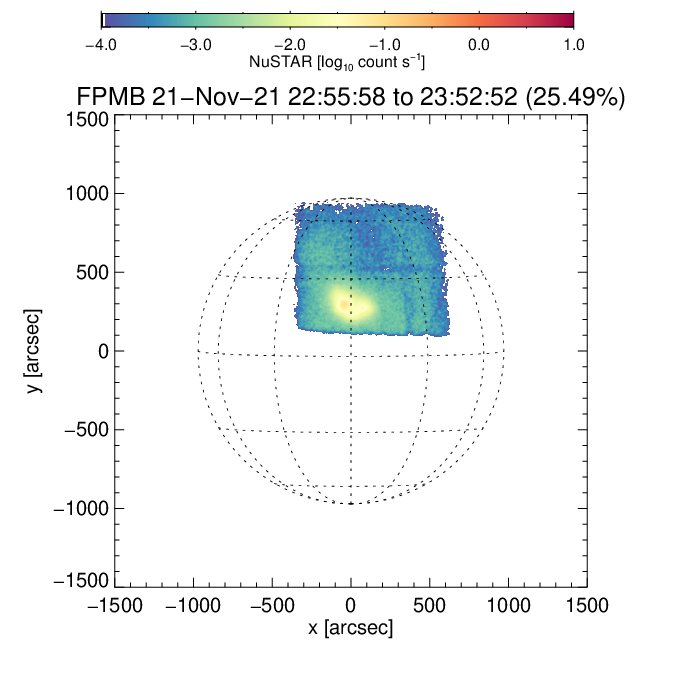 −4.0 −3.0 −2.0 −1.0 0.0 1.0
NuSTAR [log₁₀ count s⁻¹]
FPMB 21−Nov−21 22:55:58 to 23:52:52 (25.49%)
1500
1000
500
0
−500
−1000
−1500
y [arcsec]
−1500 −1000 −500 0 500 1000 1500
x [arcsec]